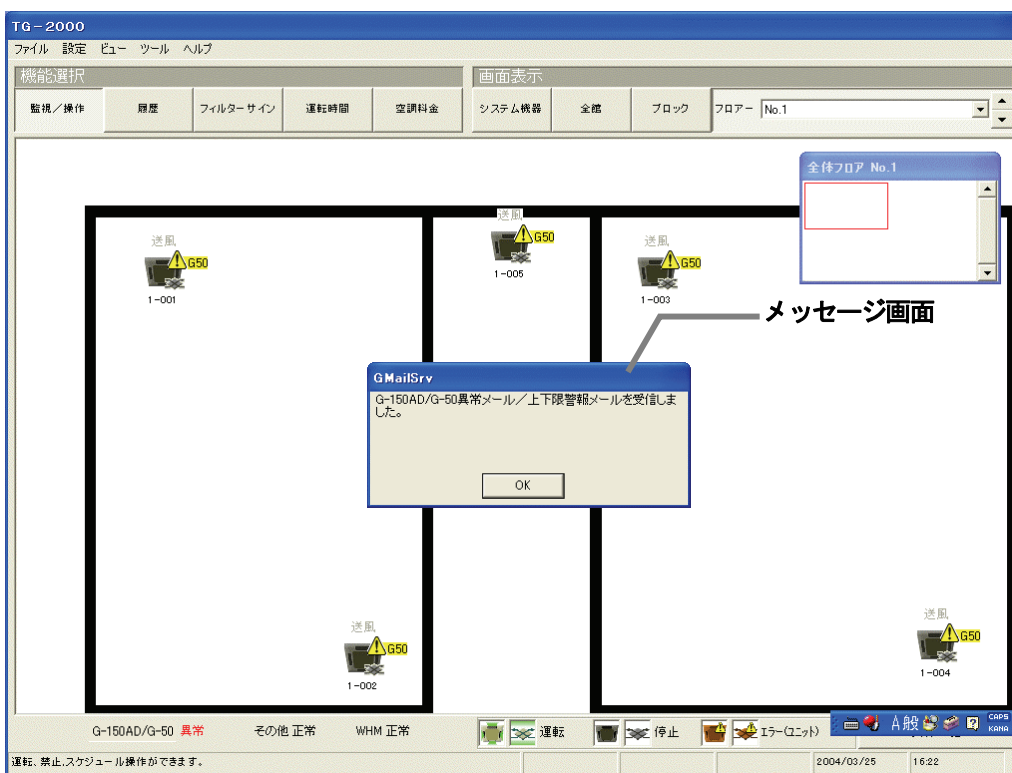 TG-2000
ファイル 設定 ビュー ツール ヘルプ
機能選択
画面表示
監視／操作 履歴 フィルターサイン 運転時間 空調料金 システム機器 全館 ブロック フロアー No.1
全体フロア No.1
送風
G50
1-001
送風
G50
1-005
送風
G50
1-003
メッセージ画面
GMailSrv
G-150AD/G-50異常メール／上下限警報メールを受信しま
した。
OK
送風
G50
1-002
送風
G50
1-004
G-150AD/G-50 異常 その他 正常 WHM 正常 運転 停止 エラー(ユニット)
A般 CAPS
KANA
運転、禁止、スケジュール操作ができます。 2004/03/25 16:22